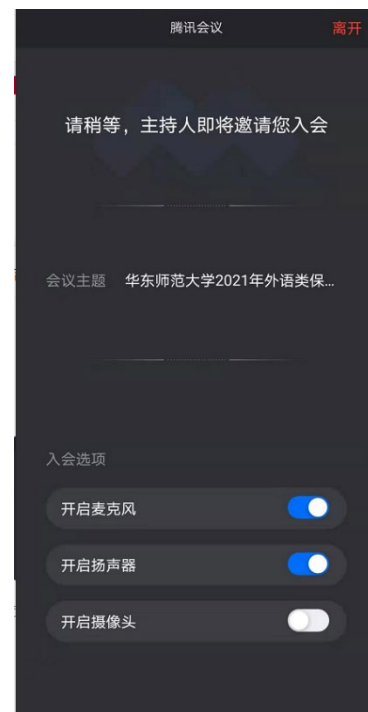 腾讯会议
离开
请稍等，主持人即将邀请您入会
会议主题 华东师范大学2021年外语类保...
入会选项
开启麦克风
开启扬声器
开启摄像头